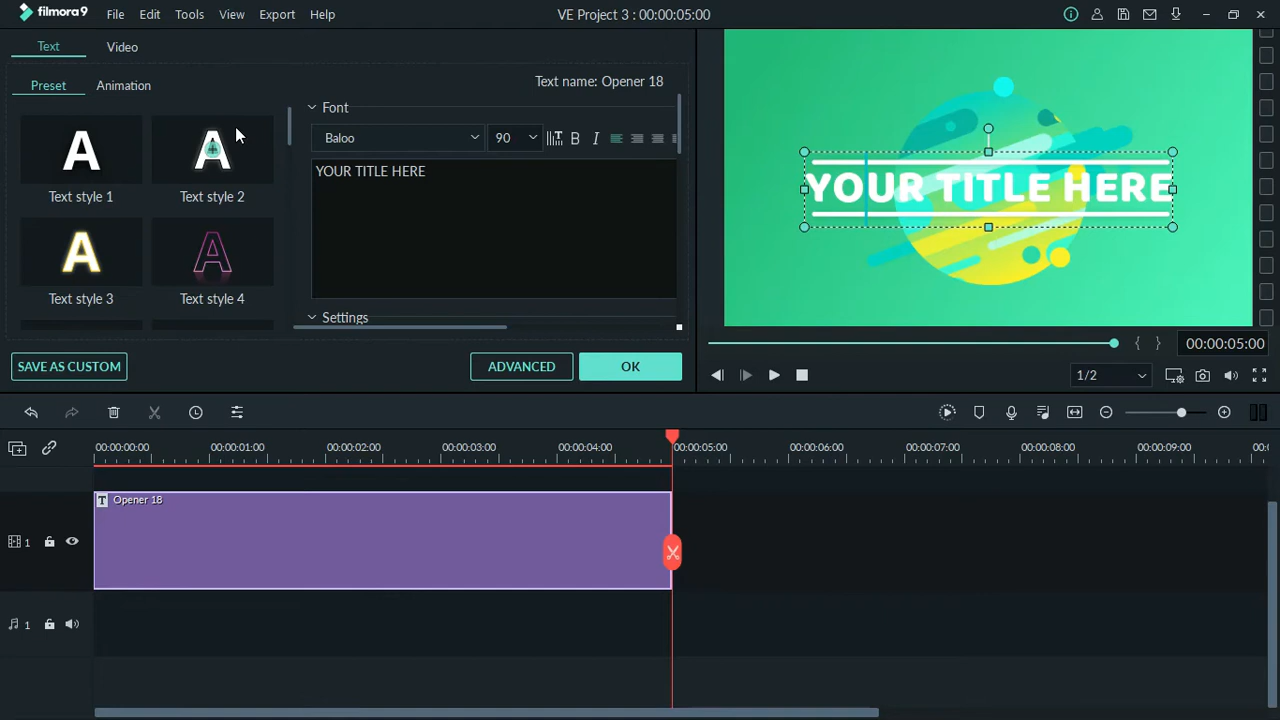 filmora9 File Edit Tools View Export Help VE Project 3 : 00:00:05:00
Text Video
Preset Animation Text name: Opener 18
Font
Baloo 90 B I
YOUR TITLE HERE
A A
Text style 1 Text style 2
A A
Text style 3 Text style 4
Settings
SAVE AS CUSTOM ADVANCED OK
YOUR TITLE HERE
{ } 00:00:05:00
1/2
00:00:00:00 00:00:01:00 00:00:02:00 00:00:03:00 00:00:04:00 00:00:05:00 00:00:06:00 00:00:07:00 00:00:08:00 00:00:09:00 00:0
T Opener 18
1
1